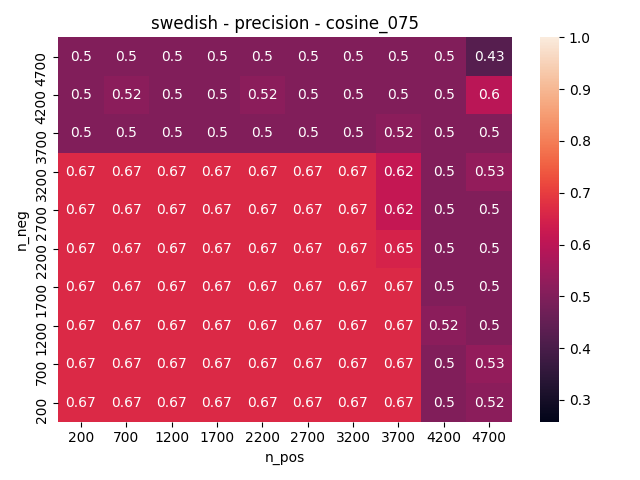 swedish - precision - cosine_075
4700 0.5 0.5 0.5 0.5 0.5 0.5 0.5 0.5 0.5 0.43
4200 0.5 0.52 0.5 0.5 0.52 0.5 0.5 0.5 0.5 0.6
3700 0.5 0.5 0.5 0.5 0.5 0.5 0.5 0.52 0.5 0.5
3200 0.67 0.67 0.67 0.67 0.67 0.67 0.67 0.62 0.5 0.53
2700 0.67 0.67 0.67 0.67 0.67 0.67 0.67 0.62 0.5 0.5
2200 0.67 0.67 0.67 0.67 0.67 0.67 0.67 0.65 0.5 0.5
1700 0.67 0.67 0.67 0.67 0.67 0.67 0.67 0.67 0.5 0.5
1200 0.67 0.67 0.67 0.67 0.67 0.67 0.67 0.67 0.52 0.5
700 0.67 0.67 0.67 0.67 0.67 0.67 0.67 0.67 0.5 0.53
200 0.67 0.67 0.67 0.67 0.67 0.67 0.67 0.67 0.5 0.52
n_neg
200 700 1200 1700 2200 2700 3200 3700 4200 4700
n_pos
1.0
0.9
0.8
0.7
0.6
0.5
0.4
0.3